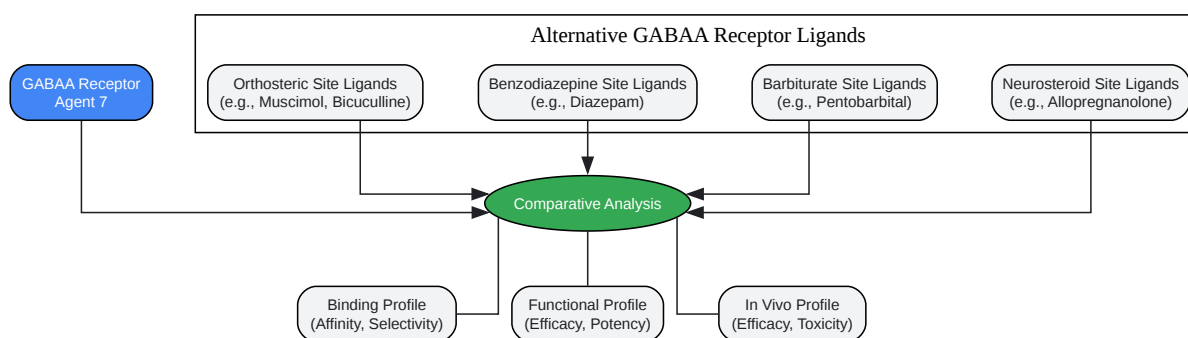 Alternative GABAA Receptor Ligands
GABAA Receptor
Agent 7
Orthosteric Site Ligands
(e.g., Muscimol, Bicuculline)
Benzodiazepine Site Ligands
(e.g., Diazepam)
Barbiturate Site Ligands
(e.g., Pentobarbital)
Neurosteroid Site Ligands
(e.g., Allopregnanolone)
Comparative Analysis
Binding Profile
(Affinity, Selectivity)
Functional Profile
(Efficacy, Potency)
In Vivo Profile
(Efficacy, Toxicity)